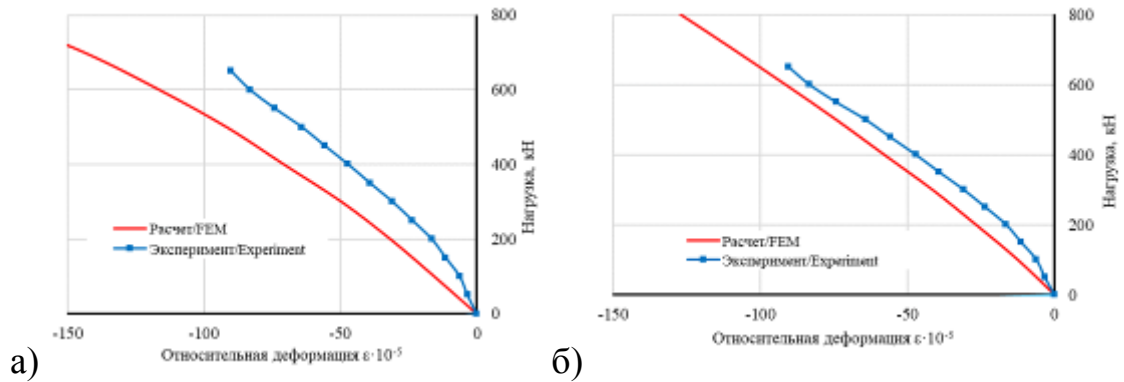 800
600
400
200
0
Нагрузка, кН
Расчет/FEM
Эксперимент/Experiment
-150
-100
-50
0
Относительная деформация ε·10⁻⁵
а)
800
600
400
200
0
Нагрузка, кН
Расчет/FEM
Эксперимент/Experiment
-150
-100
-50
0
Относительная деформация ε·10⁻⁵
б)